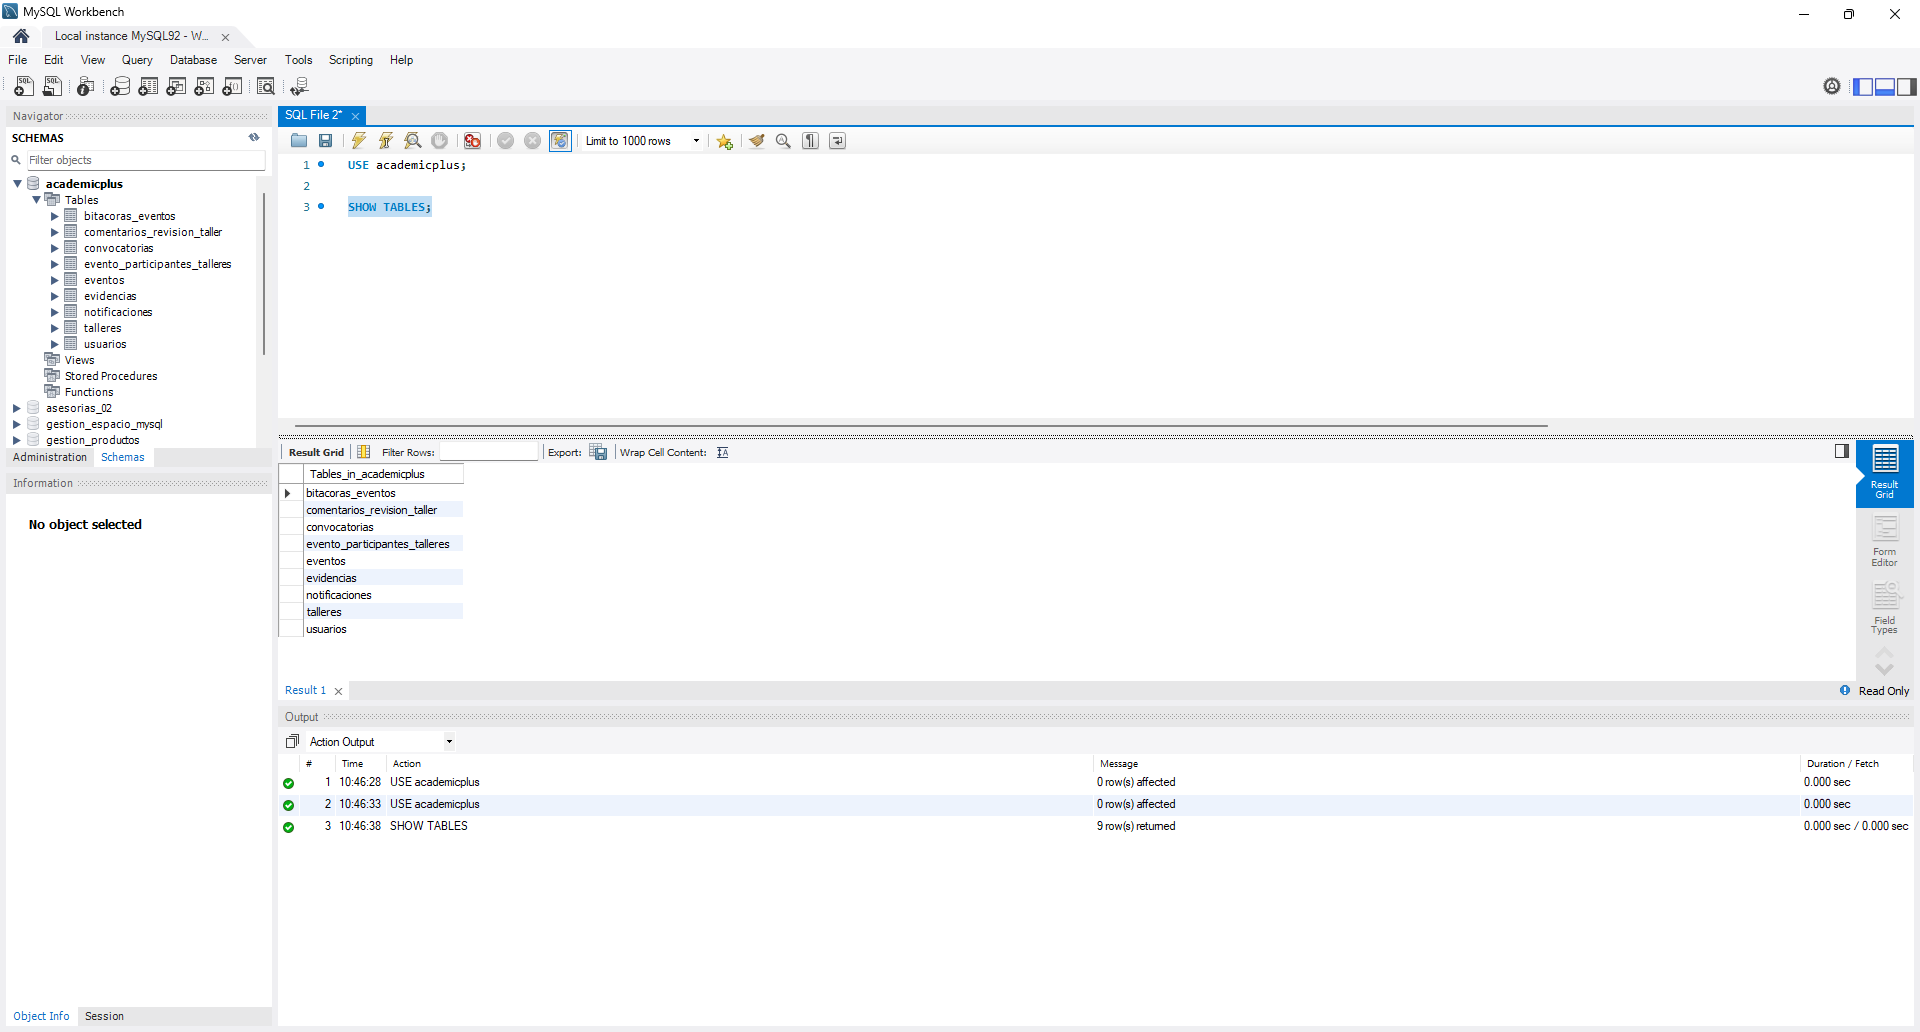 MySQL Workbench
Local instance MySQL92 - W...
File Edit View Query Database Server Tools Scripting Help
Navigator
SCHEMAS
Filter objects
academicplus
Tables
bitacoras_eventos
comentarios_revision_taller
convocatorias
evento_participantes_talleres
eventos
evidencias
notificaciones
talleres
usuarios
Views
Stored Procedures
Functions
asesorias_02
gestion_espacio_mysql
gestion_productos
Administration Schemas
Information
No object selected
Object Info Session
SQL File 2*
Limit to 1000 rows
1 USE academicplus;
2
3 SHOW TABLES;
Result Grid Filter Rows: Export: Wrap Cell Content:
Tables_in_academicplus
bitacoras_eventos
comentarios_revision_taller
convocatorias
evento_participantes_talleres
eventos
evidencias
notificaciones
talleres
usuarios
Result
Grid
Form
Editor
Field
Types
Result 1
Read Only
Output
Action Output
# Time Action Message Duration / Fetch
1 10:46:28 USE academicplus 0 row(s) affected 0.000 sec
2 10:46:33 USE academicplus 0 row(s) affected 0.000 sec
3 10:46:38 SHOW TABLES 9 row(s) returned 0.000 sec / 0.000 sec